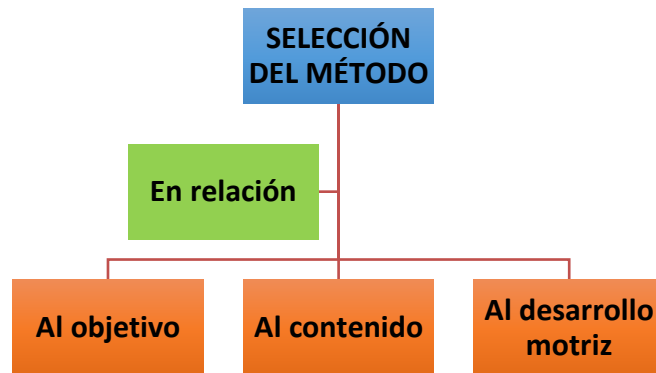 SELECCIÓN
DEL MÉTODO
En relación
Al objetivo
Al contenido
Al desarrollo
motriz